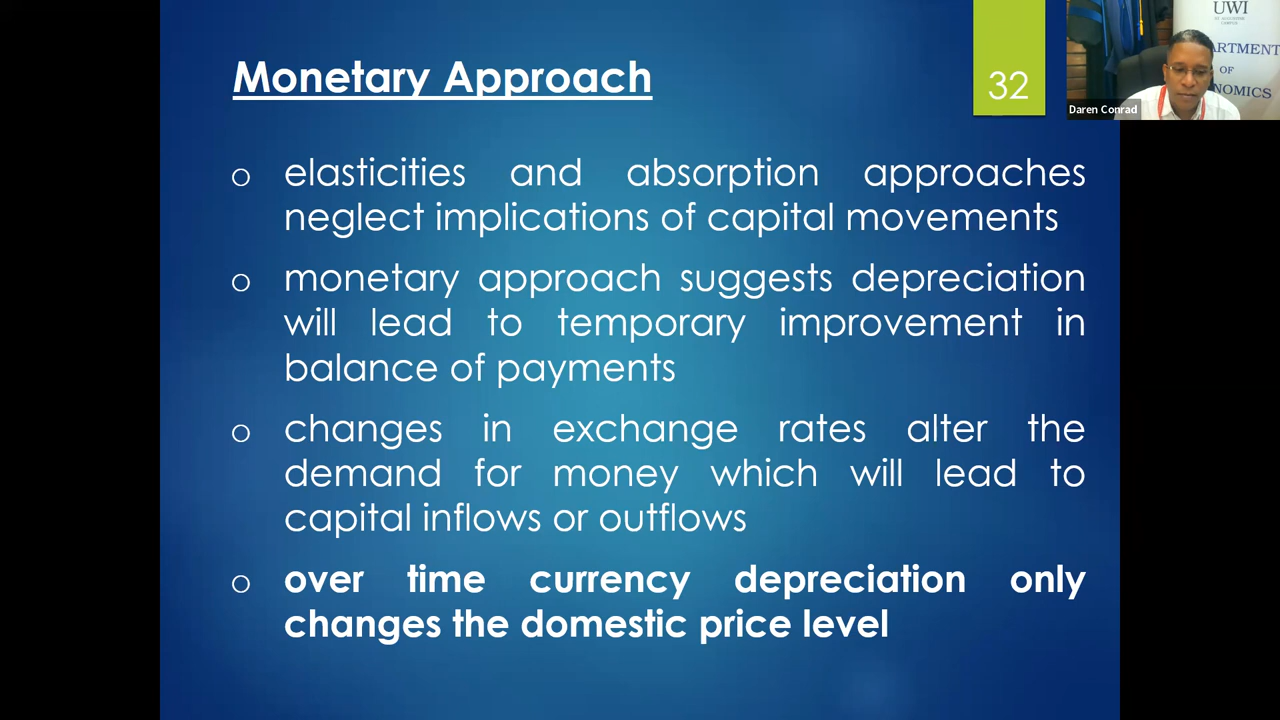 Monetary Approach
32
o elasticities and absorption approaches
neglect implications of capital movements
o monetary approach suggests depreciation
will lead to temporary improvement in
balance of payments
o changes in exchange rates alter the
demand for money which will lead to
capital inflows or outflows
o over time currency depreciation only
changes the domestic price level
UWI
ST. AUGUSTINE
CAMPUS
ARTMENT
OF
NOMICS
Daren Conrad